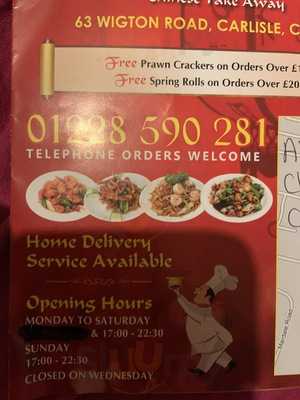 Chinese Take Away
63 WIGTON ROAD, CARLISLE, C
Free Prawn Crackers on Orders Over £1
Free Spring Rolls on Orders Over £20
01228 590 281
TELEPHONE ORDERS WELCOME
Home Delivery
Service Available
Opening Hours
MONDAY TO SATURDAY
& 17:00 - 22:30
SUNDAY
17:00 - 22:30
CLOSED ON WEDNESDAY